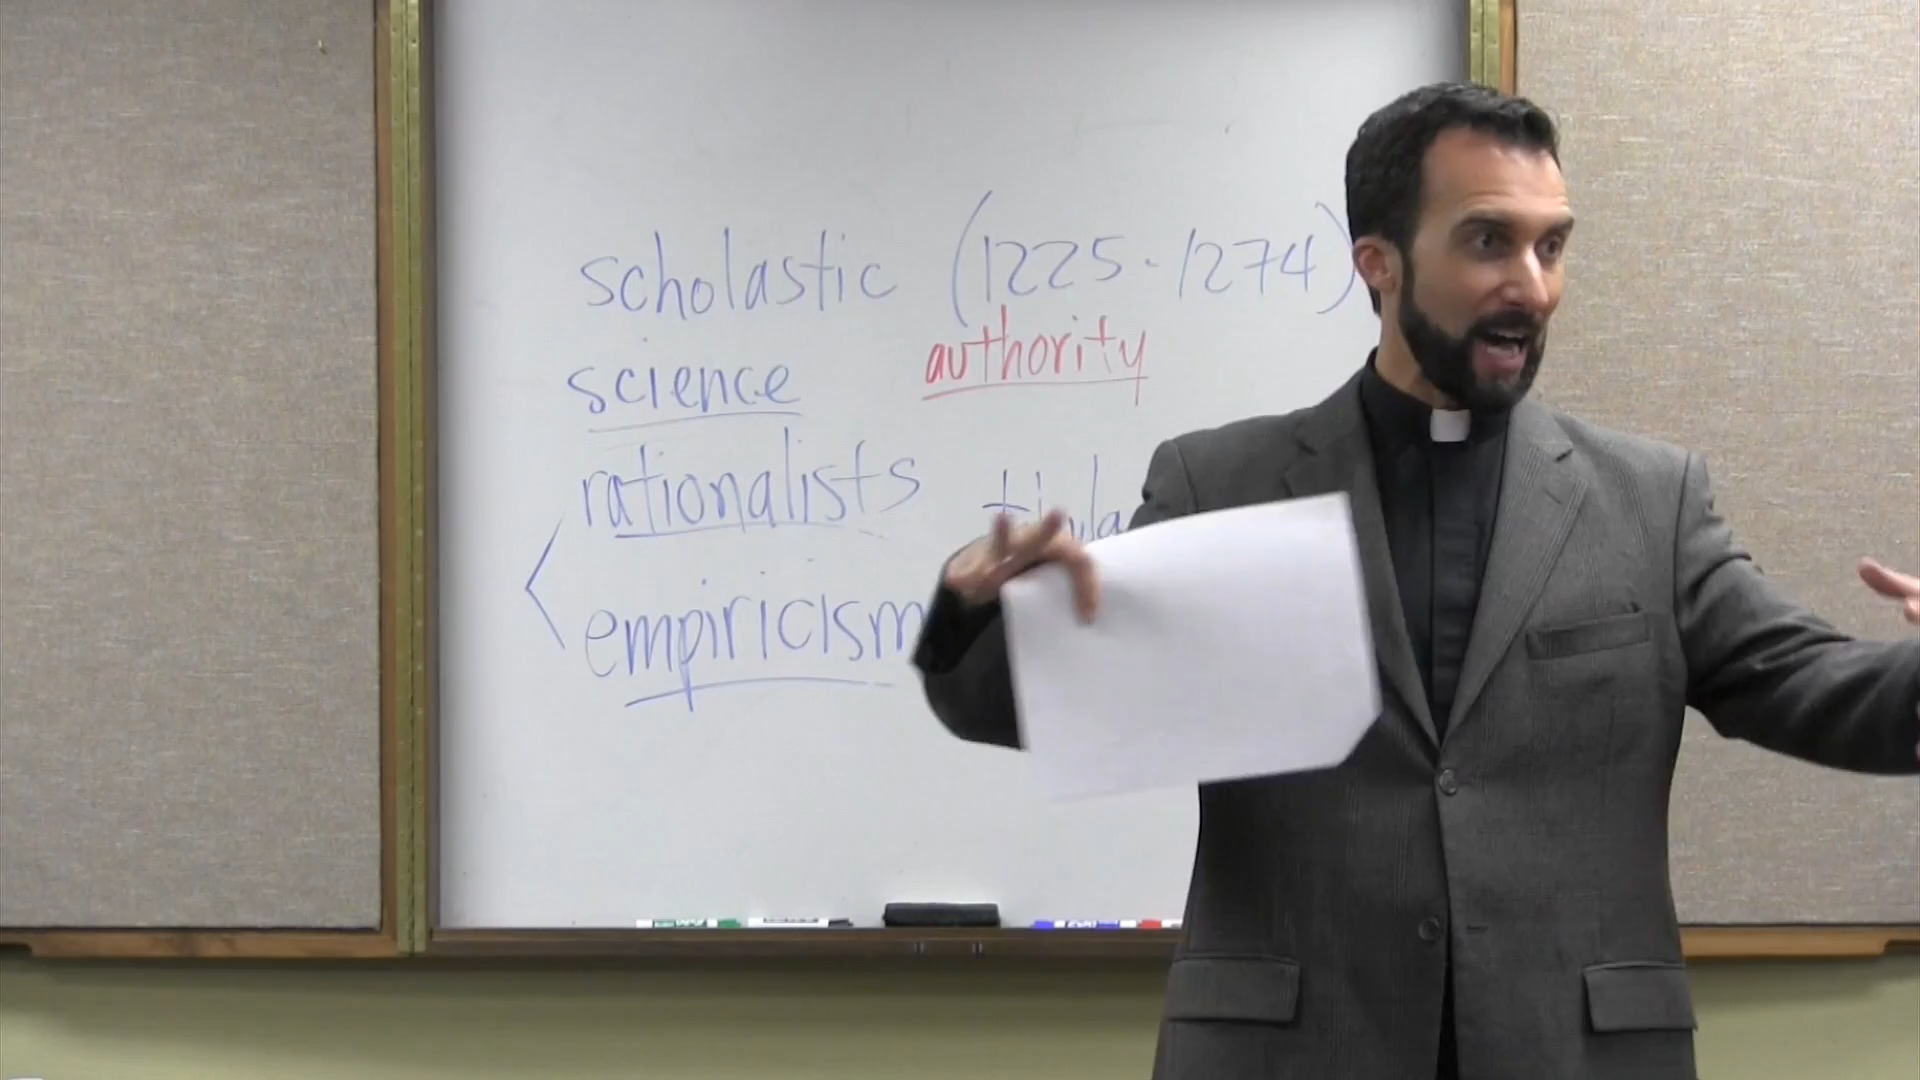 scholastic (1225-1274)
science authority
rationalists
empiricism